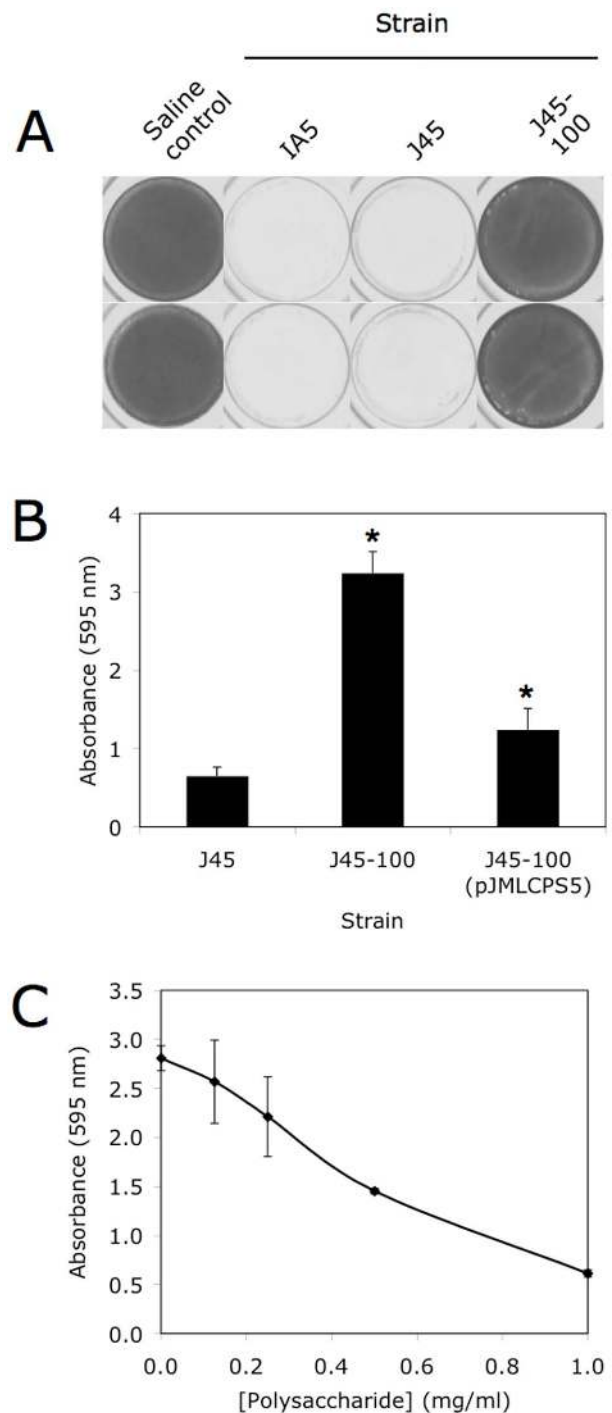 Strain
A
Saline control
IA5
J45
J45-100
B
Absorbance (595 nm)
4
3
2
1
0
*
*
J45
J45-100
J45-100
(pJMLCPS5)
Strain
C
Absorbance (595 nm)
3.5
3.0
2.5
2.0
1.5
1.0
0.5
0.0
0.0 0.2 0.4 0.6 0.8 1.0
[Polysaccharide] (mg/ml)